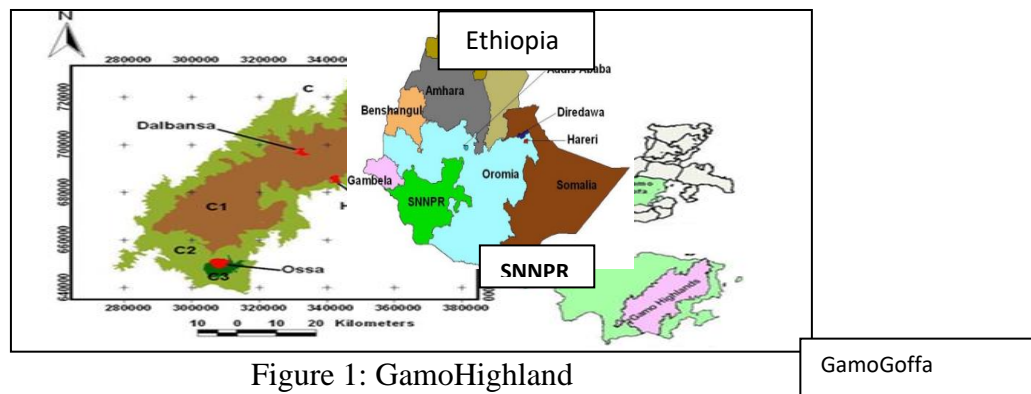 N
Ethiopia
280000 300000 320000 340000
C
720000
700000
680000
660000
640000
Dalbansa
C1
C2
C3
Ossa
280000 300000 320000 340000 360000 380000
10 0 10 20 Kilometers
Addis Ababa
Amhara
Benshangul
Diredawa
Hareri
Gambela
Oromia
Somalia
SNNPR
SNNPR
Goffa
Gamo Highlands
Figure 1: GamoHighland
GamoGoffa